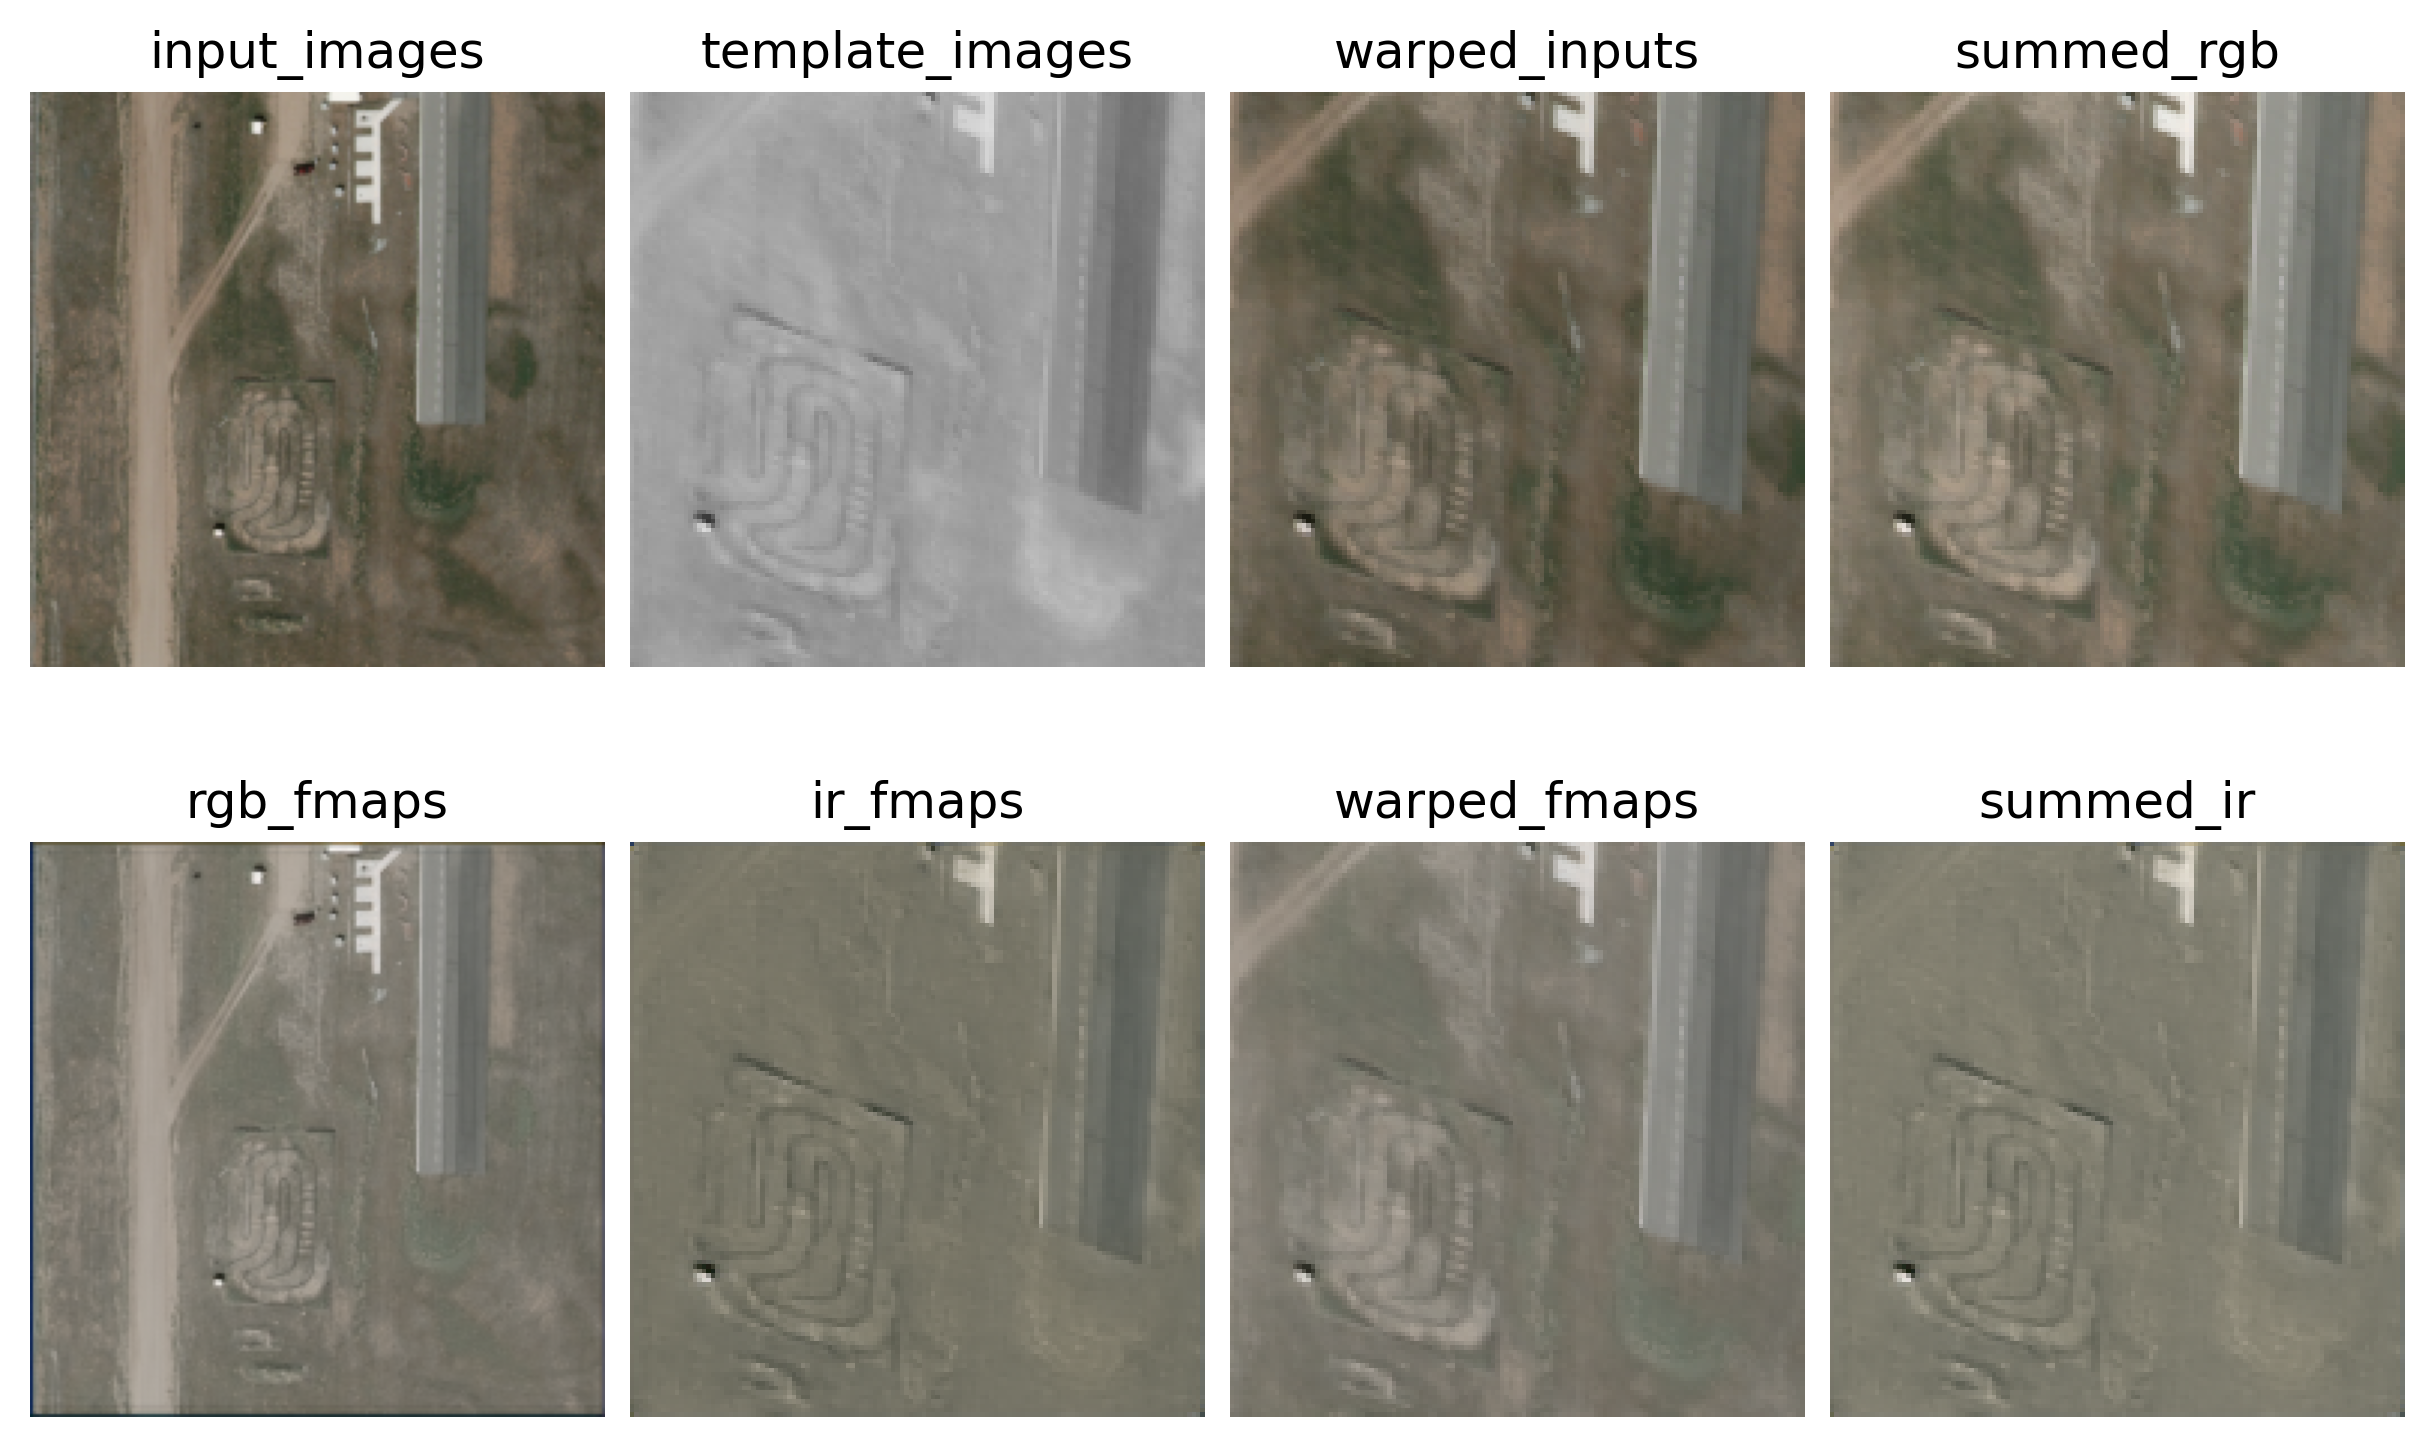 input_images
template_images
warped_inputs
summed_rgb
rgb_fmaps
ir_fmaps
warped_fmaps
summed_ir